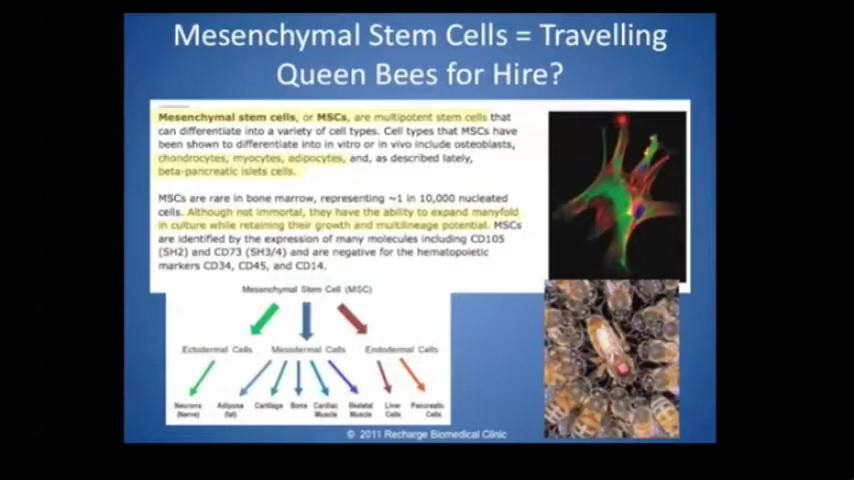 Mesenchymal Stem Cells = Travelling
Queen Bees for Hire?
Mesenchymal stem cells, or MSCs, are multipotent stem cells that
can differentiate into a variety of cell types. Cell types that MSCs have
been shown to differentiate into in vitro or in vivo include osteoblasts,
chondrocytes, myocytes, adipocytes, and, as described lately,
beta-pancreatic islets cells.
MSCs are rare in bone marrow, representing ~1 in 10,000 nucleated
cells. Although not immortal, they have the ability to expand manyfold
in culture while retaining their growth and multilineage potential. MSCs
are identified by the expression of many molecules including CD105
(SH2) and CD73 (SH3/4) and are negative for the hematopoietic
markers CD34, CD45, and CD14.
Mesenchymal Stem Cell (MSC)
Ectodermal Cells Mesodermal Cells Endodermal Cells
Neurons Adipose Cartilage Bone Cardiac Skeletal Liver Pancreatic
(Nerve) (fat) Muscle Muscle Cells Cells
© 2011 Recharge Biomedical Clinic